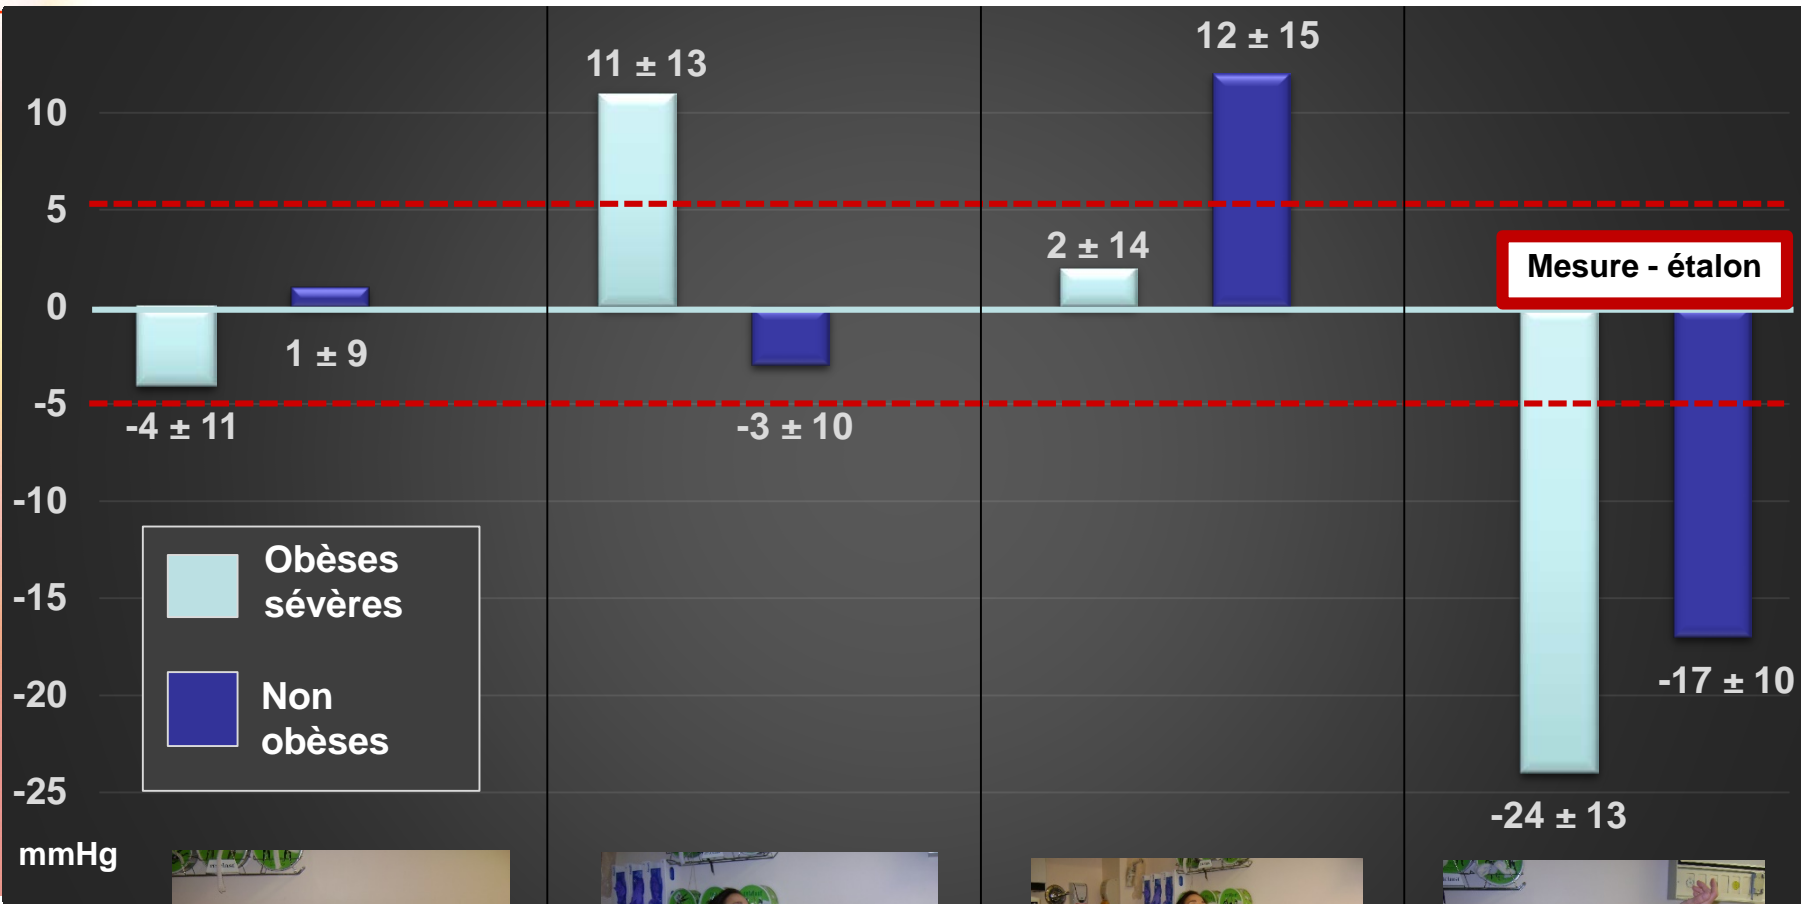 12 ± 15
11 ± 13
10
5
2 ± 14
Mesure - étalon
0
1 ± 9
-5
-4 ± 11
-3 ± 10
-10
Obèses
sévères
-15
Non
obèses
-20
-17 ± 10
-25
-24 ± 13
mmHg